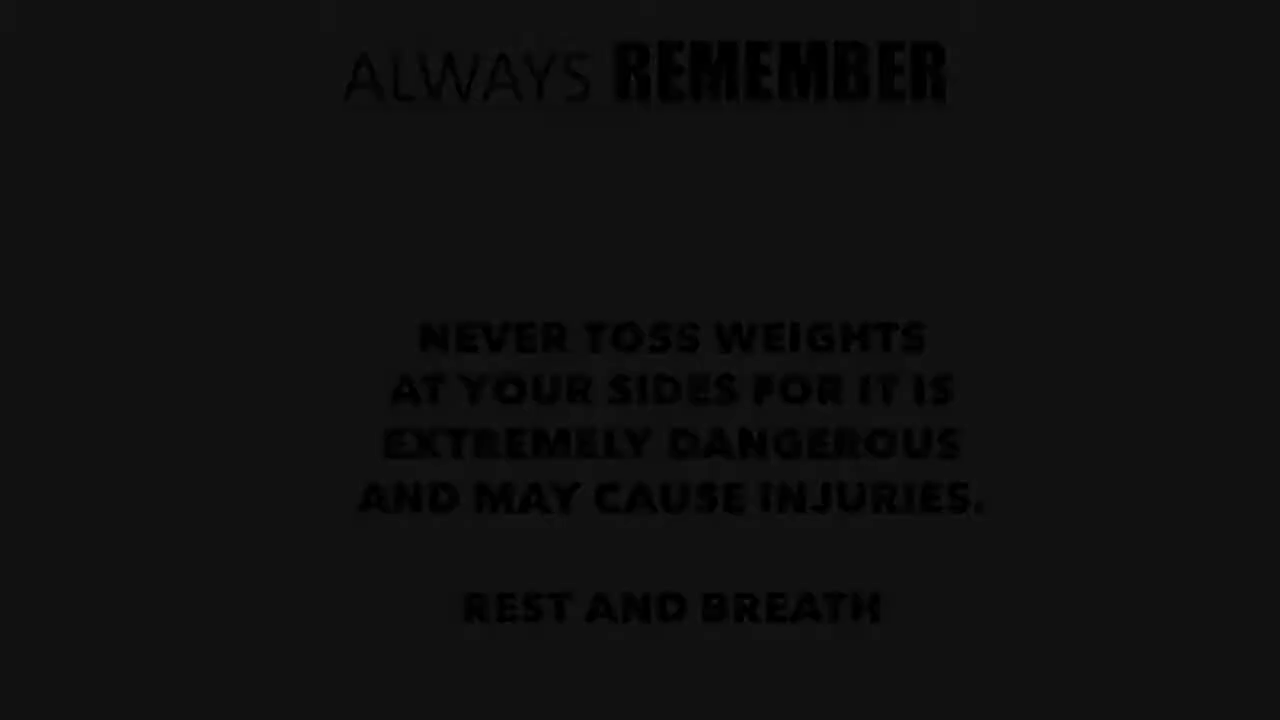 ALWAYS REMEMBER
NEVER TOSS WEIGHTS
AT YOUR SIDES FOR IT IS
EXTREMELY DANGEROUS
AND MAY CAUSE INJURIES.
REST AND BREATH